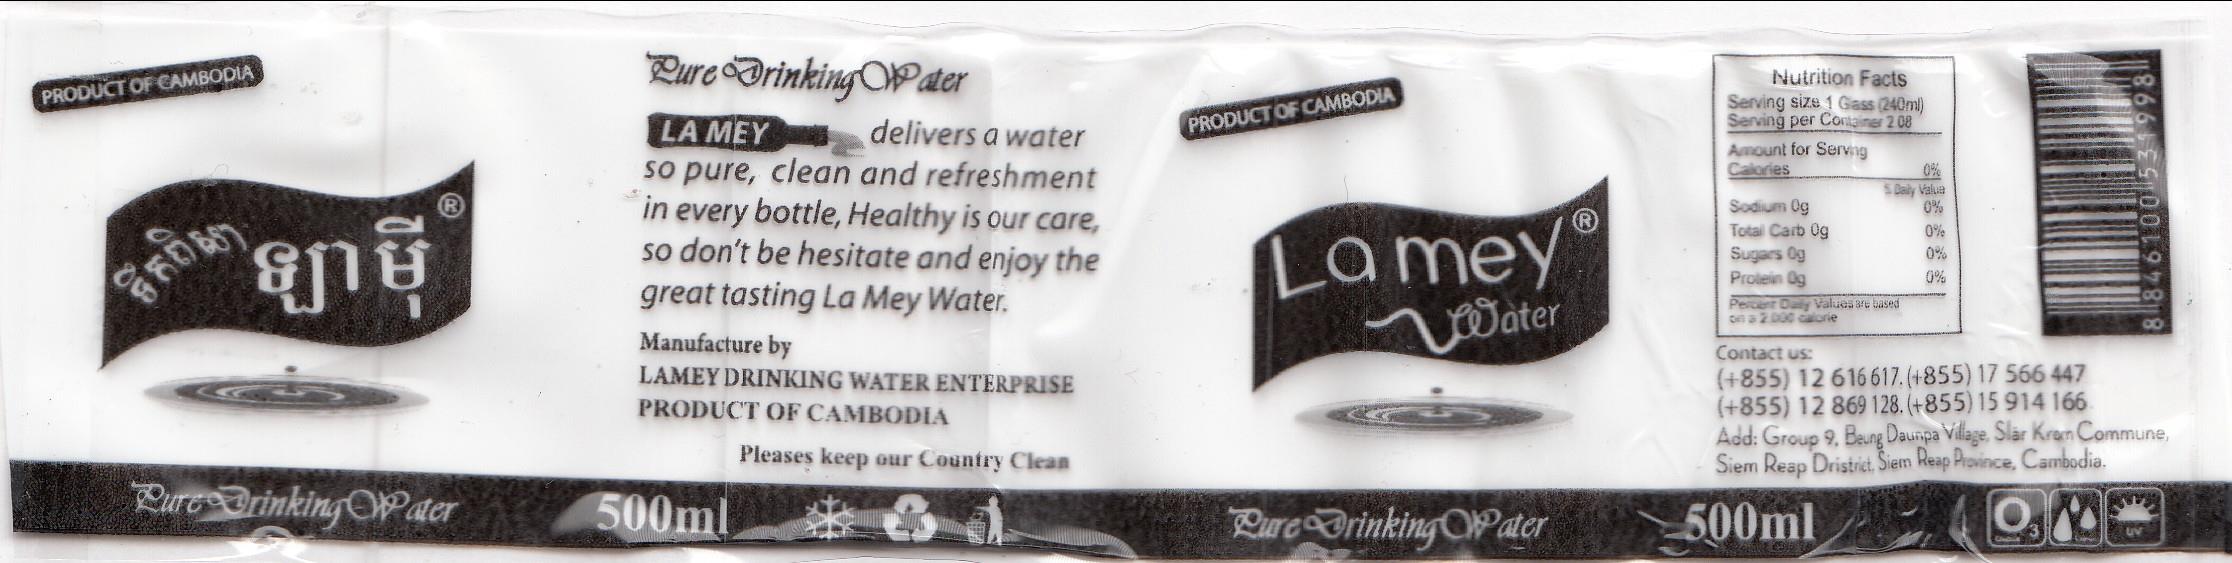 PRODUCT OF CAMBODIA
ទឹកពិសា
ឡាម៉ី ®
Pure Drinking Water
Pure Drinking Water
LA MEY delivers a water
so pure, clean and refreshment
in every bottle, Healthy is our care,
so don't be hesitate and enjoy the
great tasting La Mey Water.
Manufacture by
LAMEY DRINKING WATER ENTERPRISE
PRODUCT OF CAMBODIA
Pleases keep our Country Clean
500ml
PRODUCT OF CAMBODIA
La mey ®
Water
Pure Drinking Water
Nutrition Facts
Serving size 1 Gass (240ml)
Serving per Container 2 08
Amount for Serving
Calories 0%
% Daily Value
Sodium 0g 0%
Total Carb 0g 0%
Sugars 0g 0%
Protein 0g 0%
Percent Daily Values are based
on a 2.000 calorie
Contact us:
(+855) 12 616 617. (+855) 17 566 447
(+855) 12 869 128. (+855) 15 914 166.
Add: Group 9, Beung Daunpa Village, Slar Kram Commune,
Siem Reap Dristrict, Siem Reap Province, Cambodia.
500ml
O3
UV